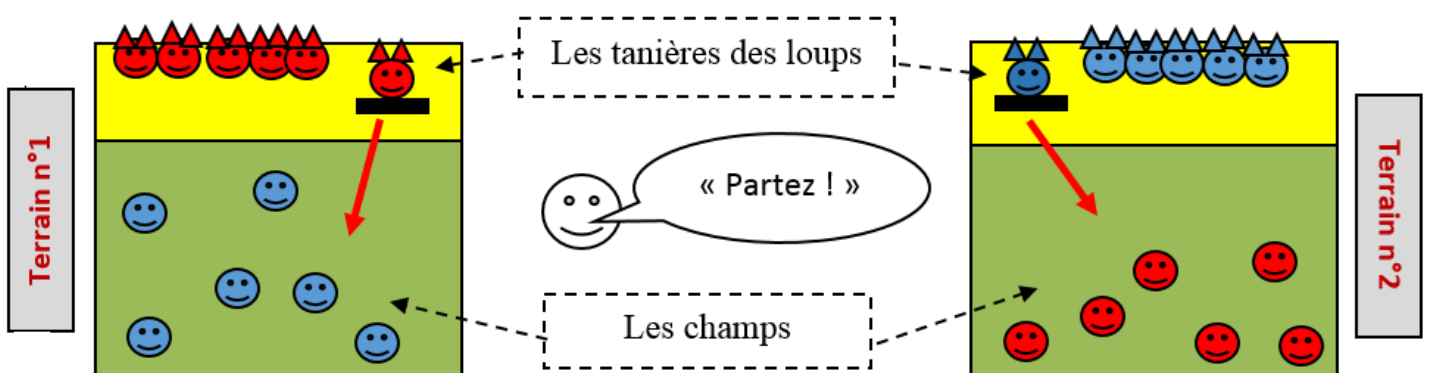 Les tanières des loups
Terrain n°1
« Partez ! »
Terrain n°2
Les champs